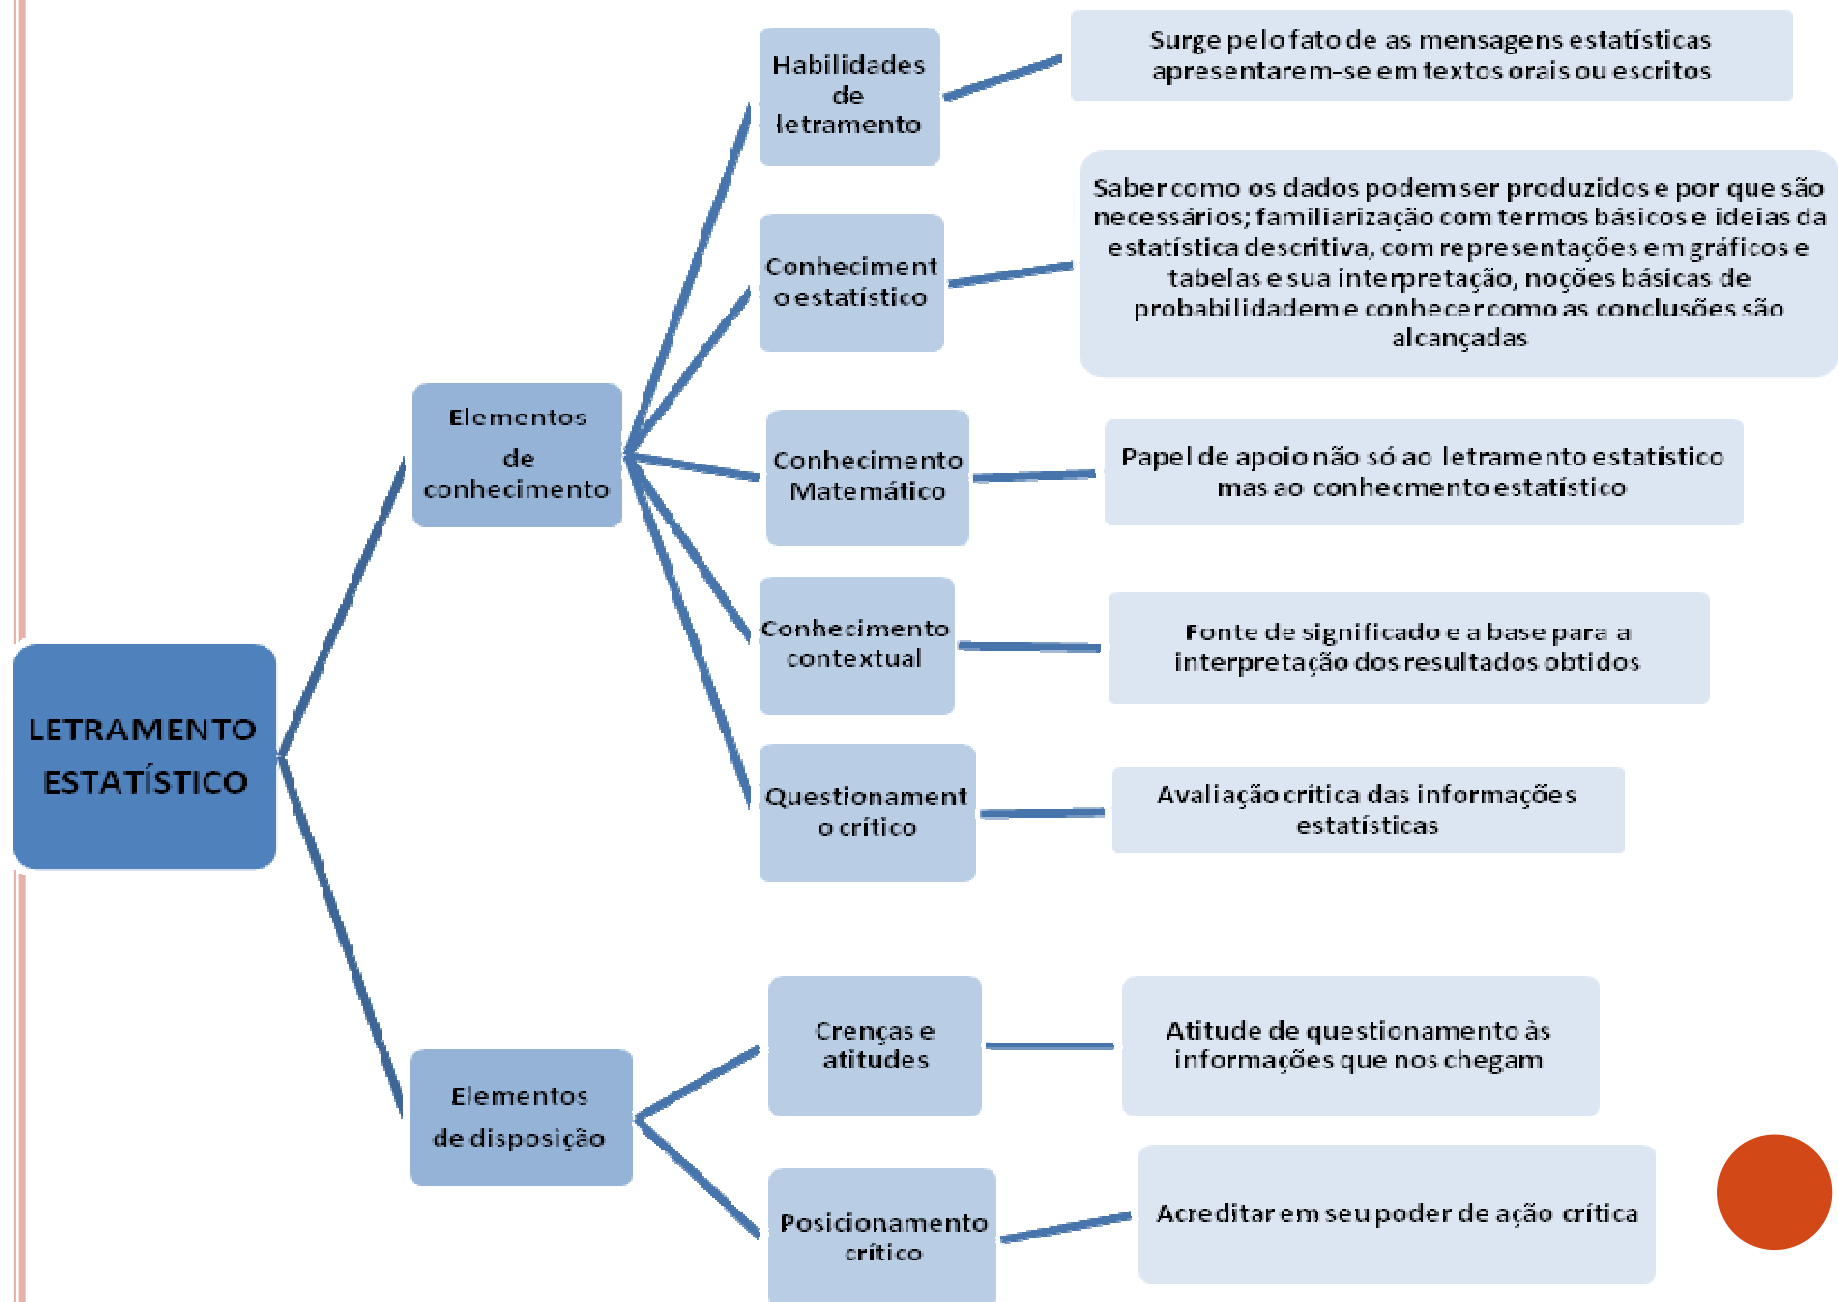 Habilidades
de
letramento
Surge pelo fato de as mensagens estatísticas
apresentarem-se em textos orais ou escritos
Conheciment
o estatístico
Saber como os dados podem ser produzidos e por que são
necessários; familiarização com termos básicos e ideias da
estatística descritiva, com representações em gráficos e
tabelas e sua interpretação, noções básicas de
probabilidadem e conhecer como as conclusões são
alcançadas
Elementos
de
conhecimento
Conhecimento
Matemático
Papel de apoio não só ao letramento estatístico
mas ao conhecmento estatístico
Conhecimento
contextual
Fonte de significado e a base para a
interpretação dos resultados obtidos
LETRAMENTO
ESTATÍSTICO
Questionament
o crítico
Avaliação crítica das informações
estatísticas
Elementos
de disposição
Crenças e
atitudes
Atitude de questionamento às
informações que nos chegam
Posicionamento
crítico
Acreditar em seu poder de ação crítica